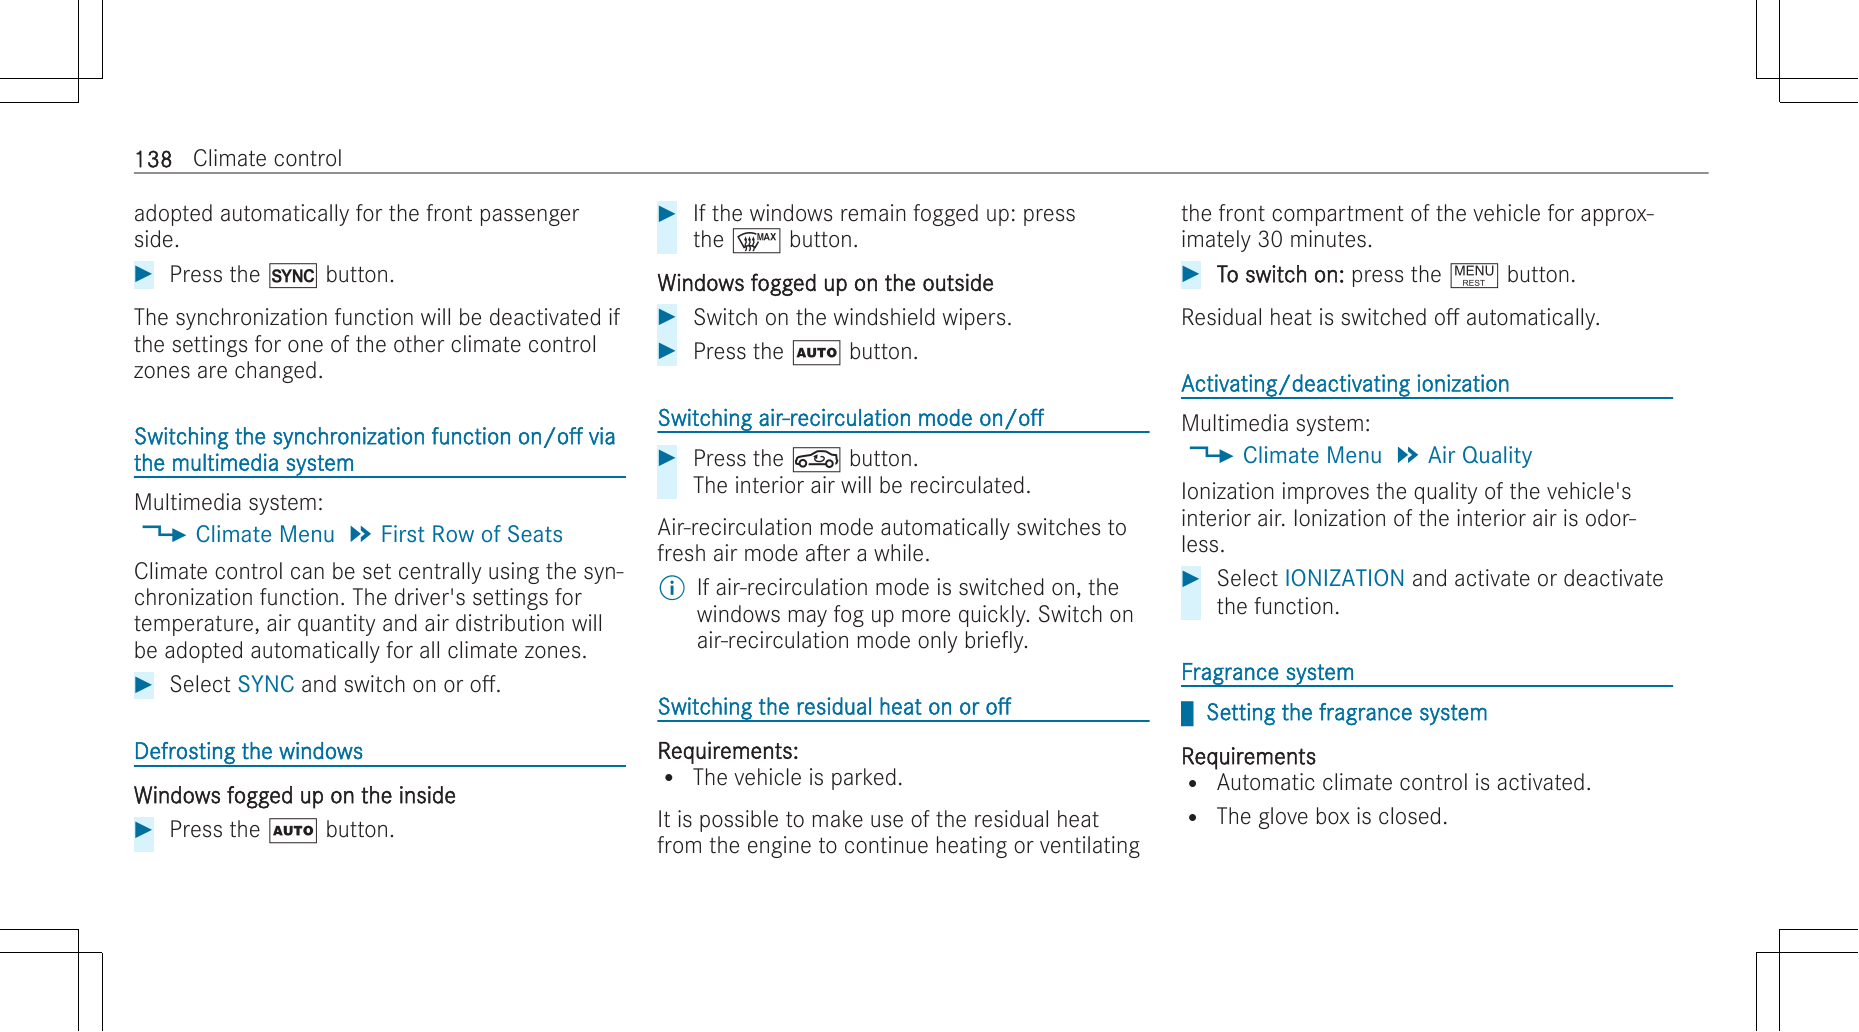 138 Climate control
adopted automatically for the front passenger
side.
Press the SYNC button.
The synchronization function will be deactivated if
the settings for one of the other climate control
zones are changed.
Switching the synchronization function on/off via
the multimedia system
Multimedia system:
Climate Menu First Row of Seats
Climate control can be set centrally using the syn-
chronization function. The driver's settings for
temperature, air quantity and air distribution will
be adopted automatically for all climate zones.
Select SYNC and switch on or off.
Defrosting the windows
Windows fogged up on the inside
Press the AUTO button.
If the windows remain fogged up: press
the MAX button.
Windows fogged up on the outside
Switch on the windshield wipers.
Press the AUTO button.
Switching air-recirculation mode on/off
Press the button.
The interior air will be recirculated.
Air-recirculation mode automatically switches to
fresh air mode after a while.
If air-recirculation mode is switched on, the
windows may fog up more quickly. Switch on
air-recirculation mode only briefly.
Switching the residual heat on or off
Requirements:
• The vehicle is parked.
It is possible to make use of the residual heat
from the engine to continue heating or ventilating
the front compartment of the vehicle for approx-
imately 30 minutes.
To switch on: press the MENU REST button.
Residual heat is switched off automatically.
Activating/deactivating ionization
Multimedia system:
Climate Menu Air Quality
Ionization improves the quality of the vehicle's
interior air. Ionization of the interior air is odor-
less.
Select IONIZATION and activate or deactivate
the function.
Fragrance system
Setting the fragrance system
Requirements
• Automatic climate control is activated.
• The glove box is closed.